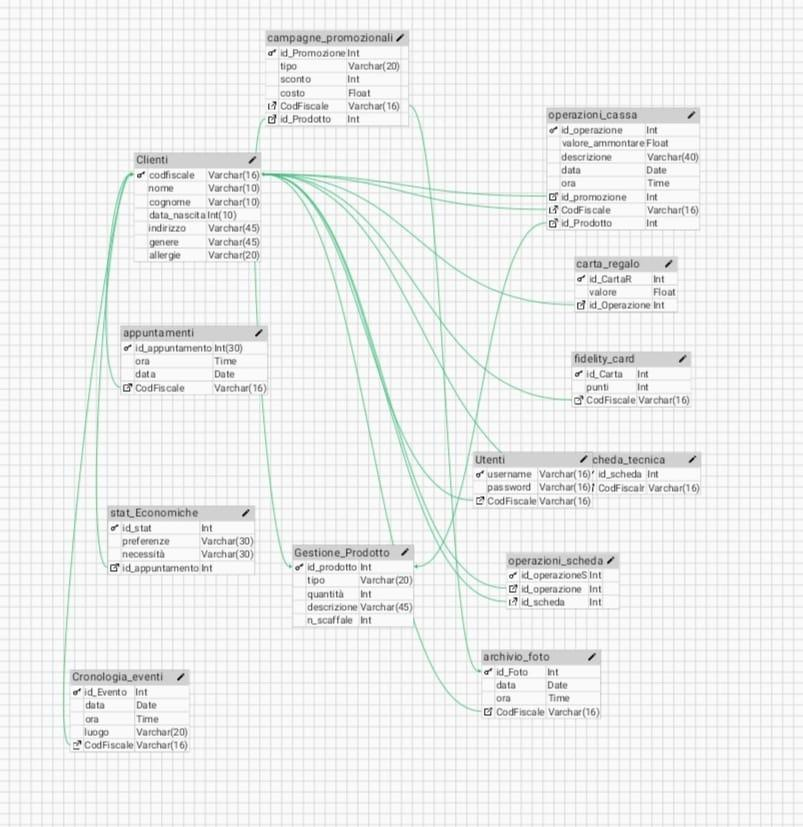 campagne_promozionali
id_Promozione Int
tipo Varchar(20)
sconto Int
costo Float
CodFiscale Varchar(16)
id_Prodotto Int
operazioni_cassa
id_operazione Int
valore_ammontare Float
descrizione Varchar(40)
data Date
ora Time
id_promozione Int
CodFiscale Varchar(16)
id_Prodotto Int
Clienti
codfiscale Varchar(16)
nome Varchar(10)
cognome Varchar(10)
data_nascita Int(10)
indirizzo Varchar(45)
genere Varchar(45)
allergie Varchar(20)
carta_regalo
id_CartaR Int
valore Float
id_Operazione Int
appuntamenti
id_appuntamento Int(30)
ora Time
data Date
CodFiscale Varchar(16)
fidelity_card
id_Carta Int
punti Int
CodFiscale Varchar(16)
Utenti
username Varchar(16)
password Varchar(16)
CodFiscale Varchar(16)
cheda_tecnica
id_scheda Int
CodFiscalr Varchar(16)
stat_Economiche
id_stat Int
preferenze Varchar(30)
necessità Varchar(30)
id_appuntamento Int
Gestione_Prodotto
id_prodotto Int
tipo Varchar(20)
quantità Int
descrizione Varchar(45)
n_scaffale Int
operazioni_scheda
id_operazioneS Int
id_operazione Int
id_scheda Int
archivio_foto
id_Foto Int
data Date
ora Time
CodFiscale Varchar(16)
Cronologia_eventi
id_Evento Int
data Date
ora Time
luogo Varchar(20)
CodFiscale Varchar(16)